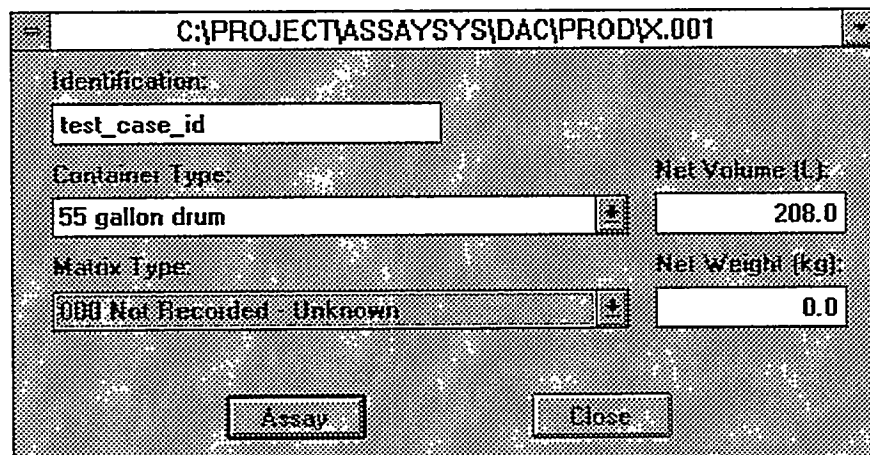 C:\PROJECT\ASSAYSYS\DAC\PROD\X.001
Identification:
test_case_id
Container Type:
Net Volume (L):
55 gallon drum
208.0
Matrix Type:
Net Weight (kg):
000 Not Recorded - Unknown
0.0
Assay
Close